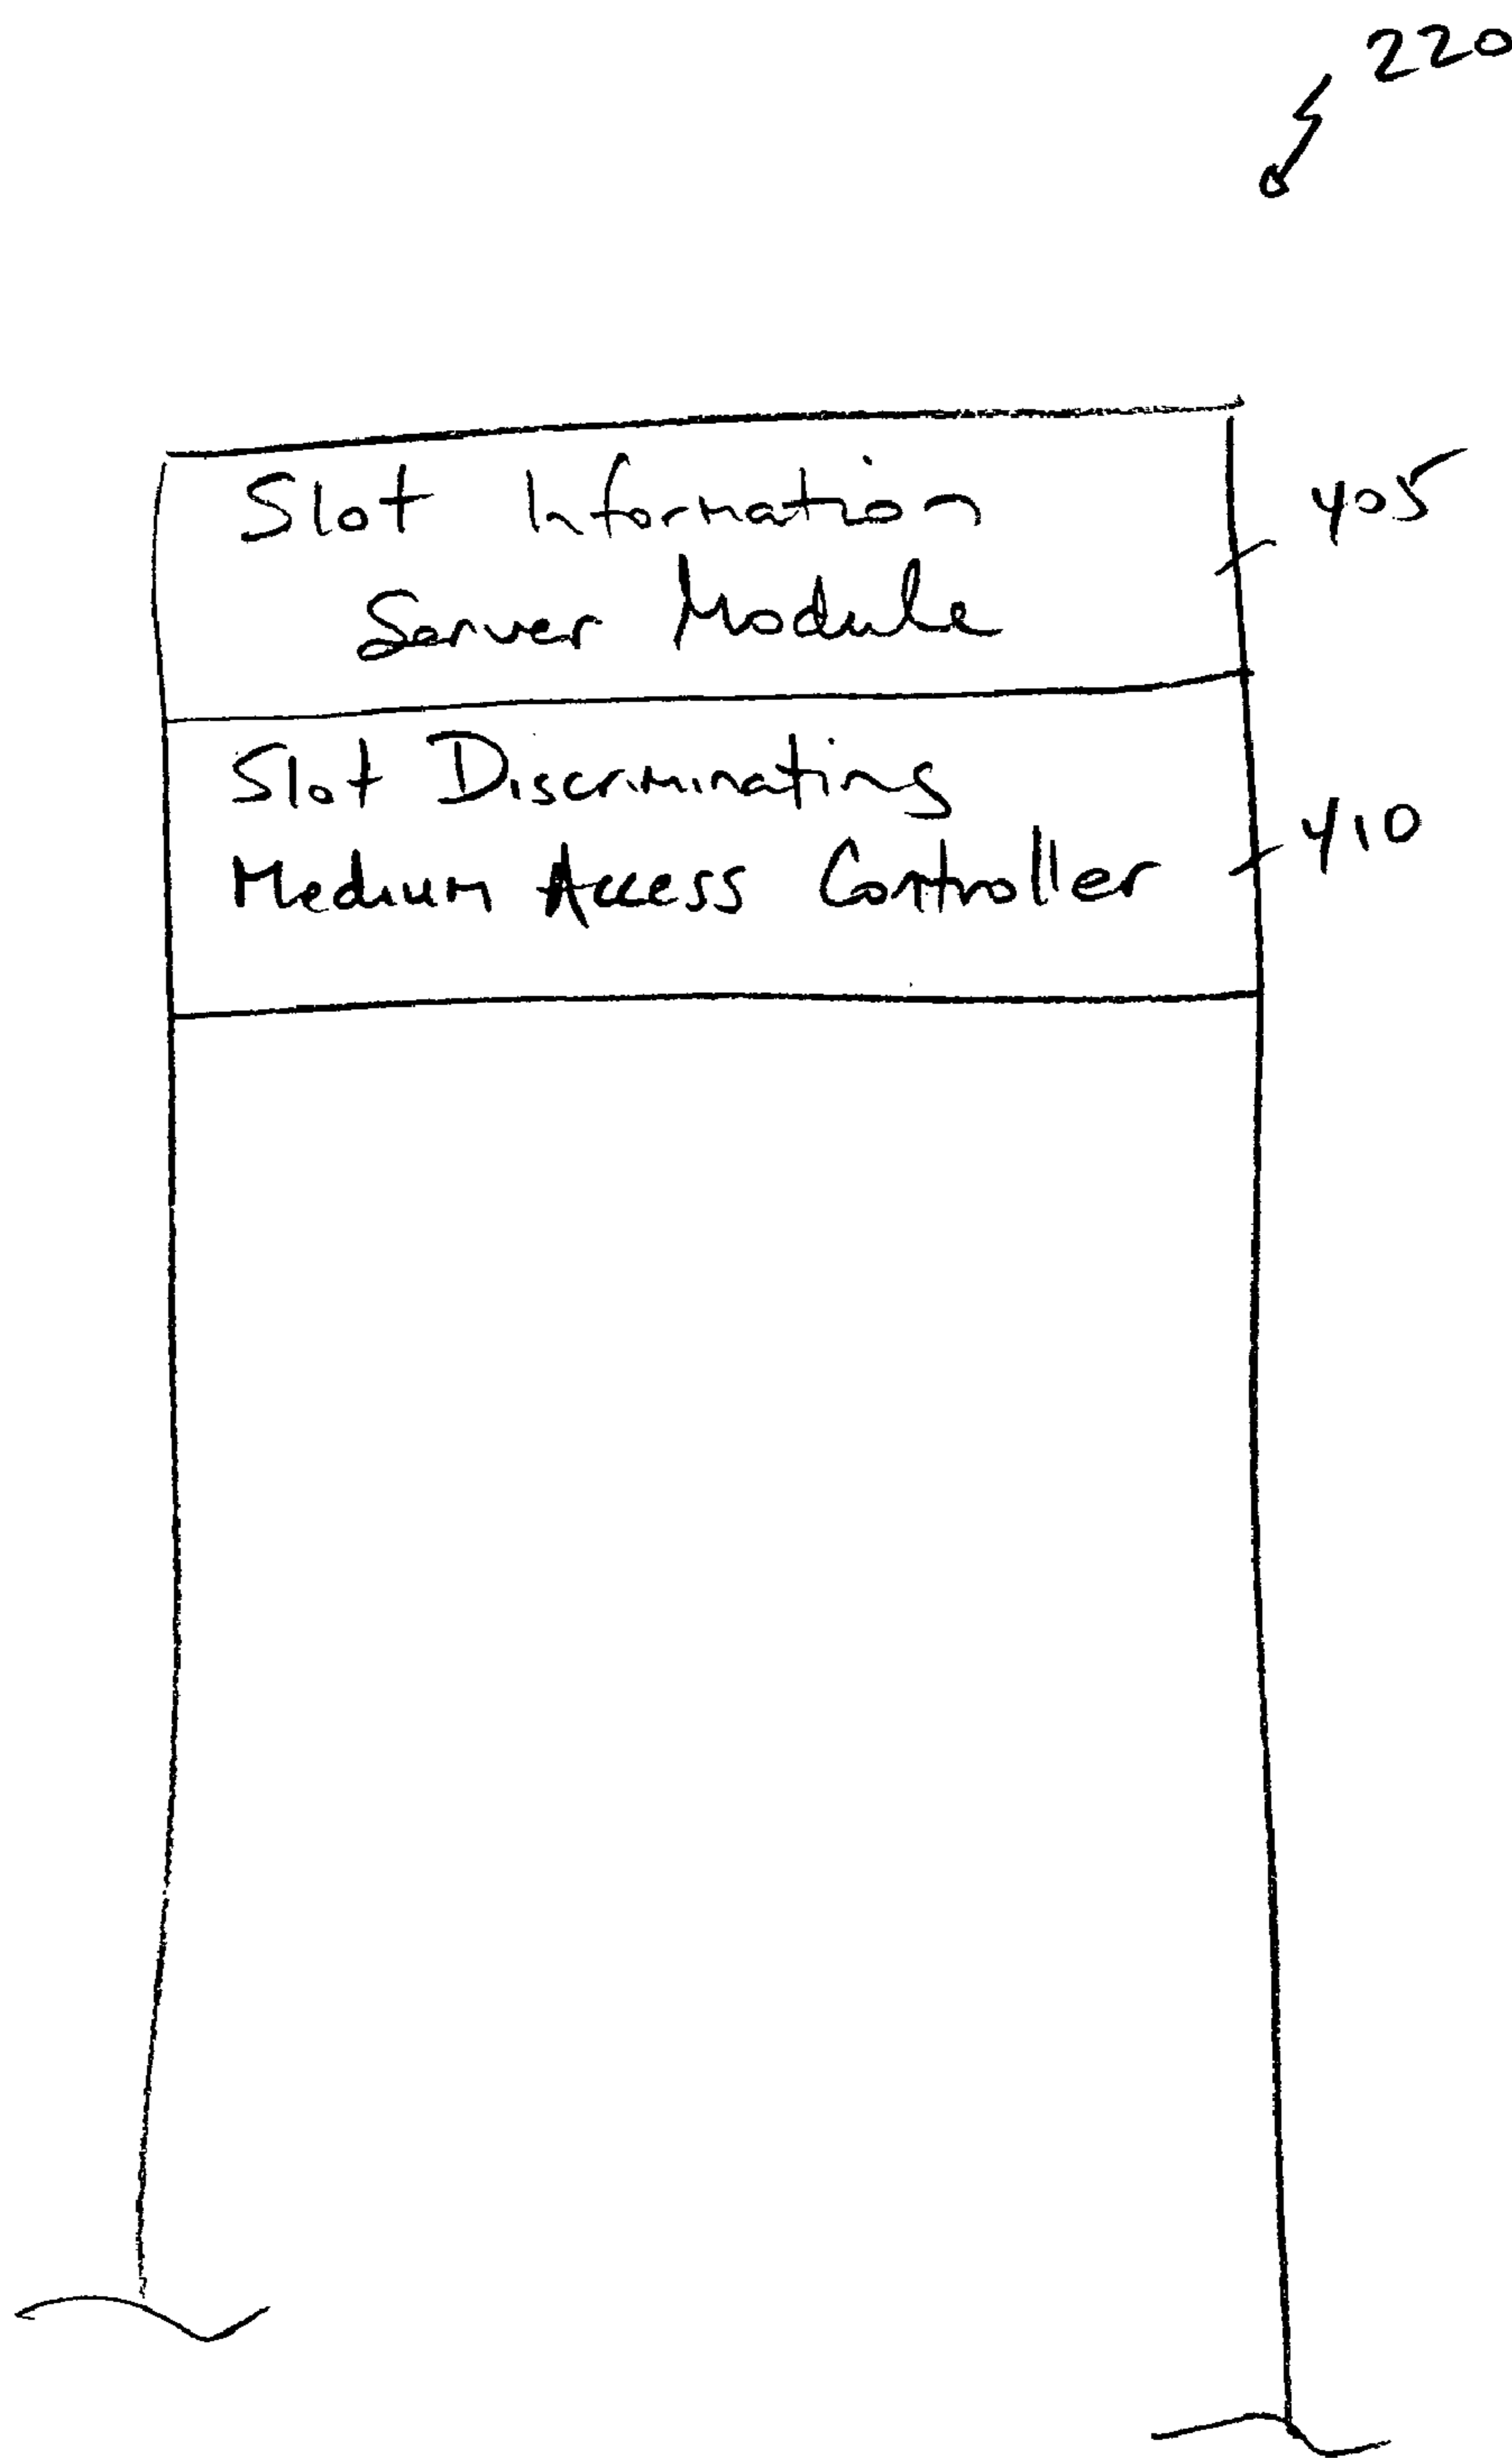 220
Slot Information
Server Module
405
Slot Discriminating
Medium Access Controller
410